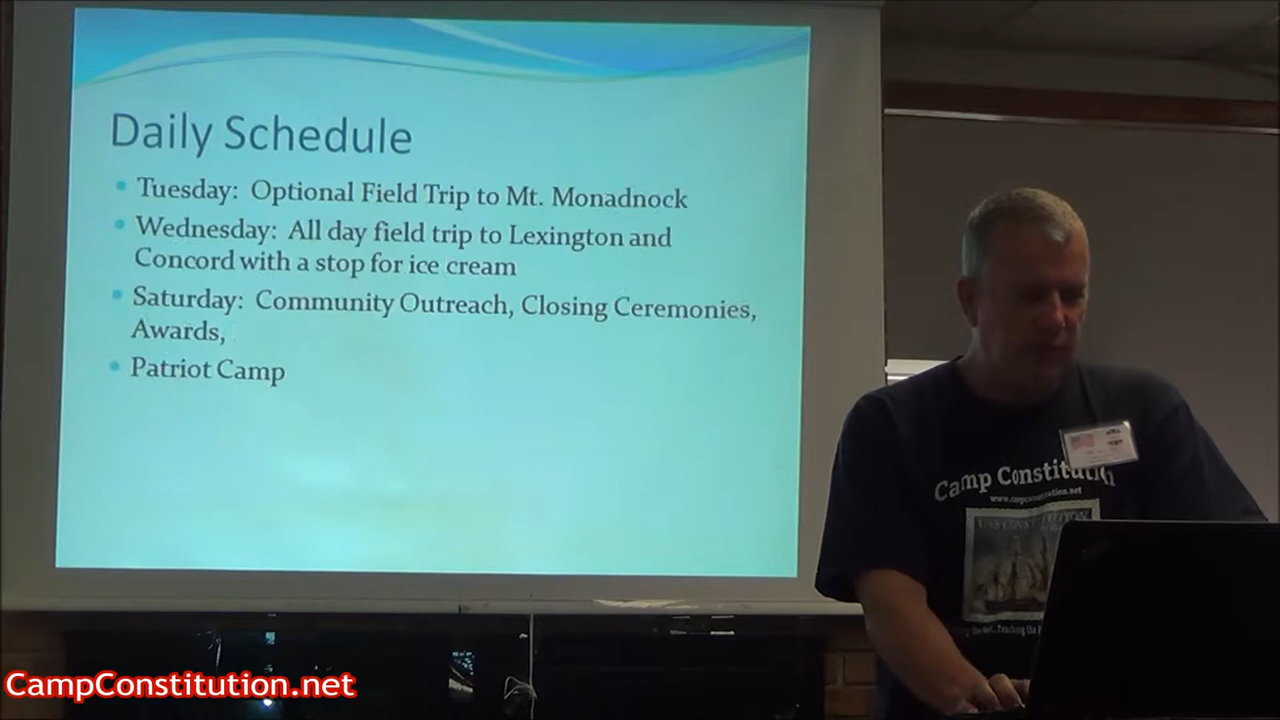 Daily Schedule
Tuesday: Optional Field Trip to Mt. Monadnock
Wednesday: All day field trip to Lexington and
Concord with a stop for ice cream
Saturday: Community Outreach, Closing Ceremonies,
Awards,
Patriot Camp
Camp Constitution
www.campconstitution.net
USS CONSTITUTION
CampConstitution.net